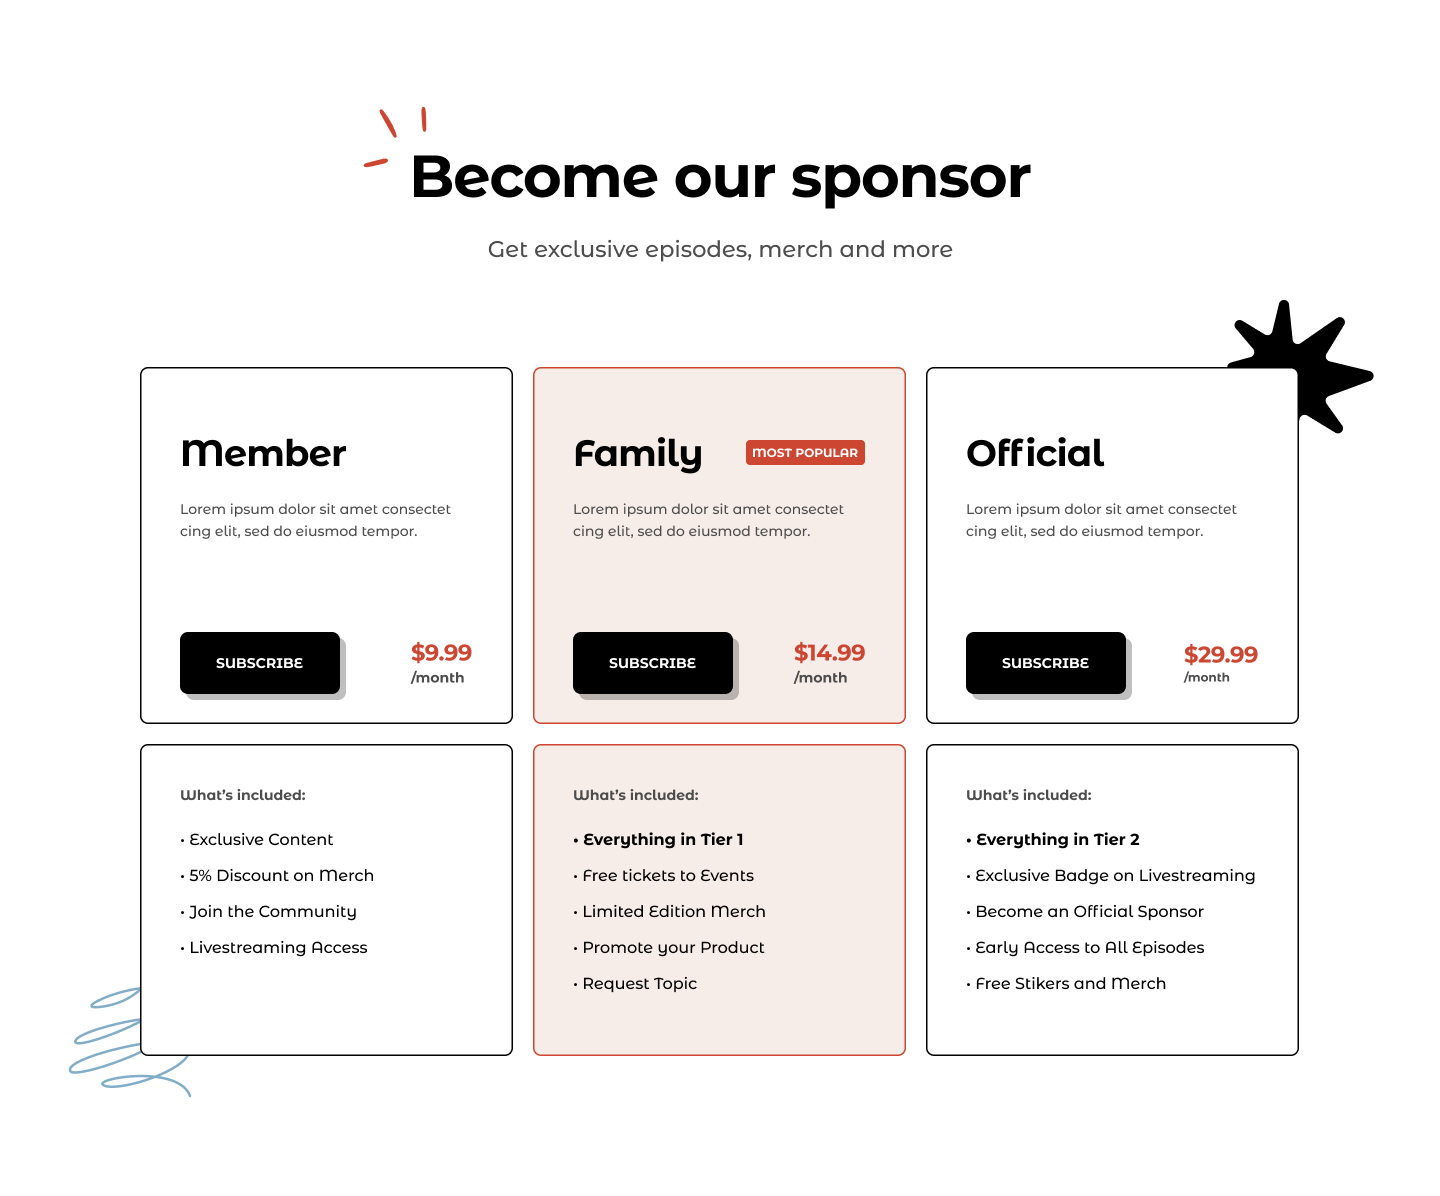 Become our sponsor
Get exclusive episodes, merch and more
Member
Lorem ipsum dolor sit amet consectet
cing elit, sed do eiusmod tempor.
SUBSCRIBE
$9.99
/month
Family
MOST POPULAR
Lorem ipsum dolor sit amet consectet
cing elit, sed do eiusmod tempor.
SUBSCRIBE
$14.99
/month
Official
Lorem ipsum dolor sit amet consectet
cing elit, sed do eiusmod tempor.
SUBSCRIBE
$29.99
/month
What’s included:
• Exclusive Content
• 5% Discount on Merch
• Join the Community
• Livestreaming Access
What’s included:
• Everything in Tier 1
• Free tickets to Events
• Limited Edition Merch
• Promote your Product
• Request Topic
What’s included:
• Everything in Tier 2
• Exclusive Badge on Livestreaming
• Become an Official Sponsor
• Early Access to All Episodes
• Free Stikers and Merch